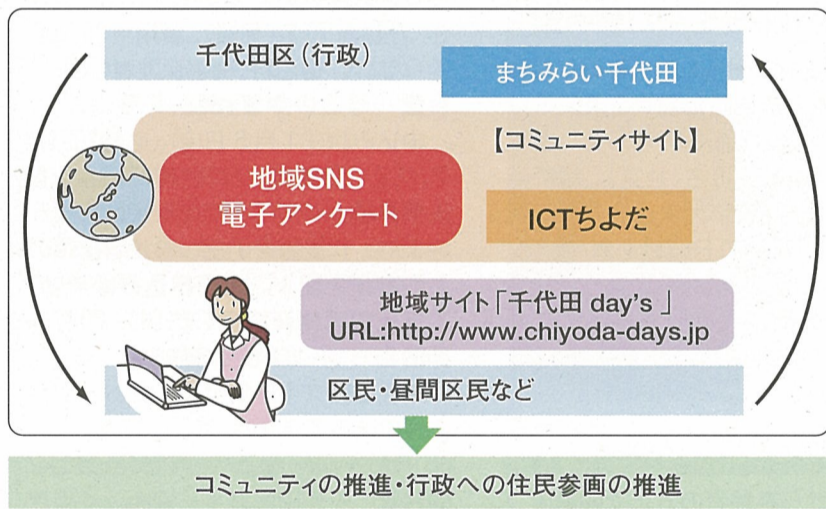 千代田区（行政）
まちみらい千代田
【コミュニティサイト】
地域SNS
電子アンケート
ICTちよだ
地域サイト「千代田 day's 」
URL:http://www.chiyoda-days.jp
区民・昼間区民など
コミュニティの推進・行政への住民参画の推進